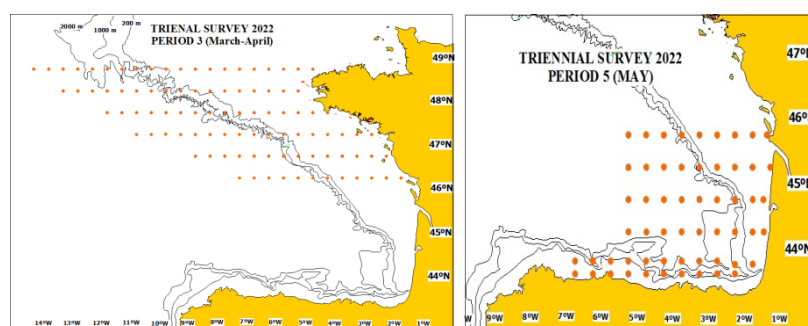 2000 m
200 m
1000 m
TRIENAL SURVEY 2022
PERIOD 3 (March-April)
49ºN
48ºN
47ºN
46ºN
45ºN
44ºN
14ºW 13ºW 12ºW 11ºW 10ºW 9ºW 8ºW 7ºW 6ºW 5ºW 4ºW 3ºW 2ºW 1ºW
TRIENNIAL SURVEY 2022
PERIOD 5 (MAY)
47ºN
46ºN
45ºN
44ºN
W 9ºW 8ºW 7ºW 6ºW 5ºW 4ºW 3ºW 2ºW 1ºW